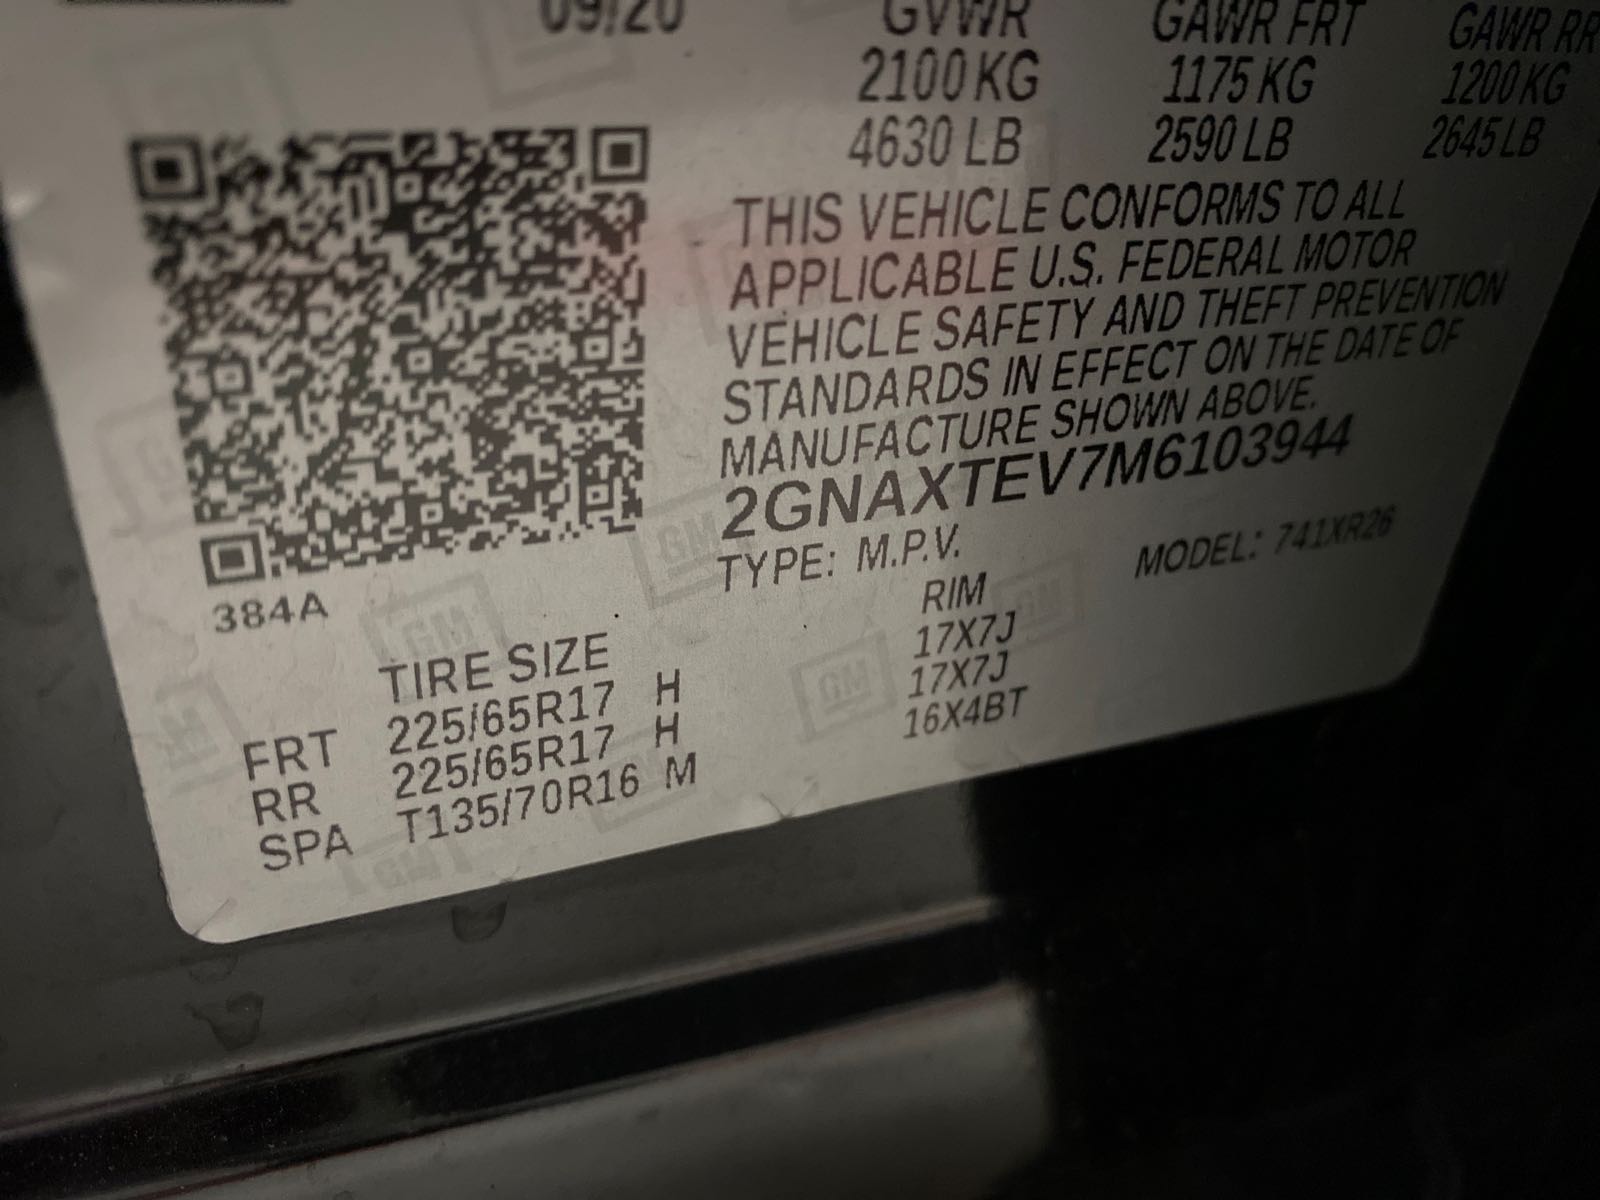 09/20 GVWR GAWR FRT GAWR RR
2100 KG 1175 KG 1200 KG
4630 LB 2590 LB 2645 LB
THIS VEHICLE CONFORMS TO ALL
APPLICABLE U.S. FEDERAL MOTOR
VEHICLE SAFETY AND THEFT PREVENTION
STANDARDS IN EFFECT ON THE DATE OF
MANUFACTURE SHOWN ABOVE.
2GNAXTEV7M6103944
TYPE: M.P.V. MODEL: 741XR26
384A
TIRE SIZE RIM
FRT 225/65R17 H 17X7J
RR 225/65R17 H 17X7J
SPA T135/70R16 M 16X4BT